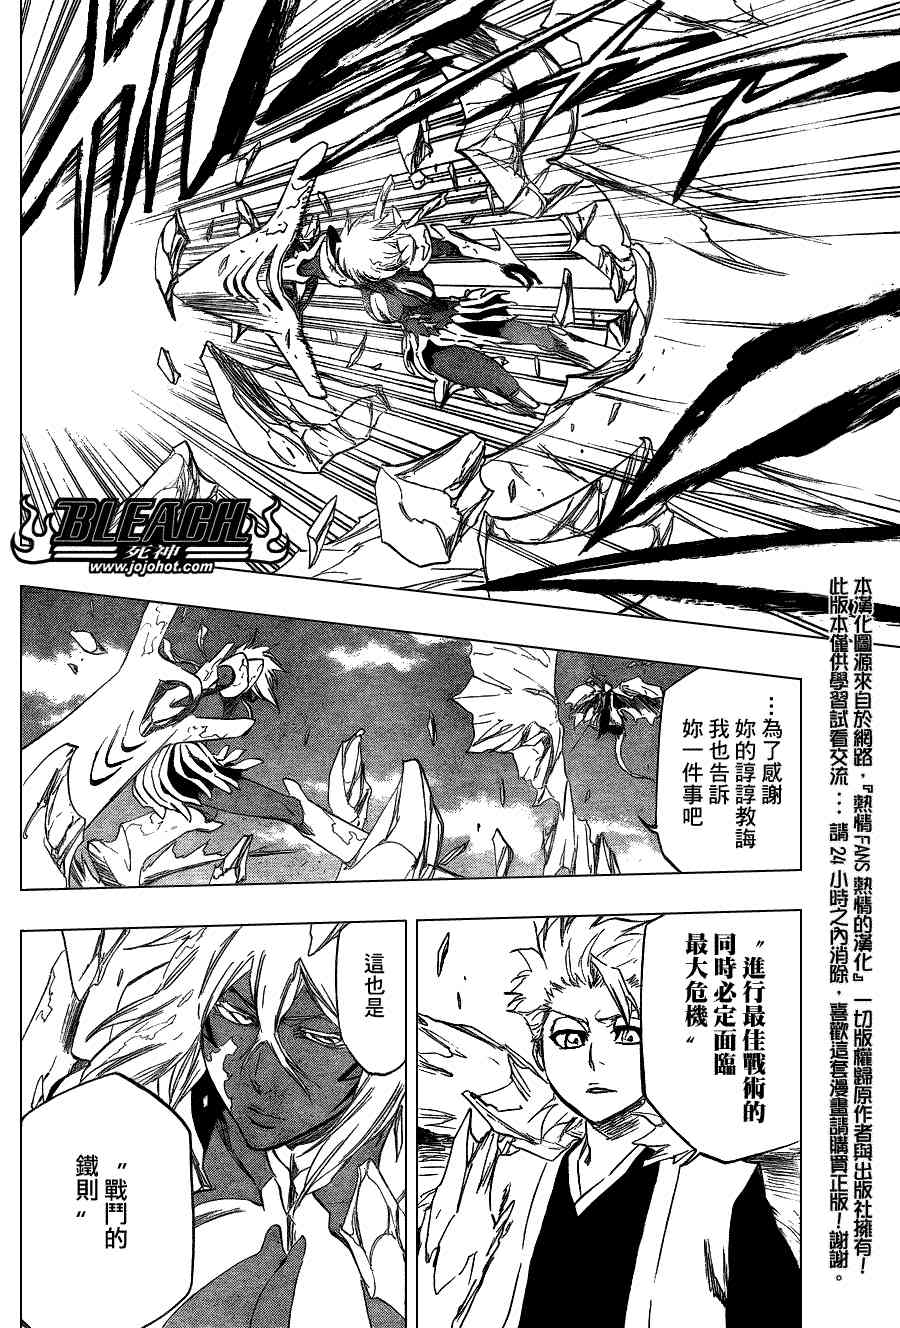 BLEACH
死神
www.jojohot.com
…為了感謝
妳的諄諄教誨
我也告訴
妳一件事吧
〝進行最佳戰術的
同時必定面臨
最大危機〞
這也是
〝戰鬥的
鐵則〞
本漢化圖源來自於網路，『熱情FANS熱情的漢化』一切版權歸原作者與出版社擁有！
此版本僅供學習試看交流…請24小時之內消除，喜歡這套漫畫請購買正版！謝謝。